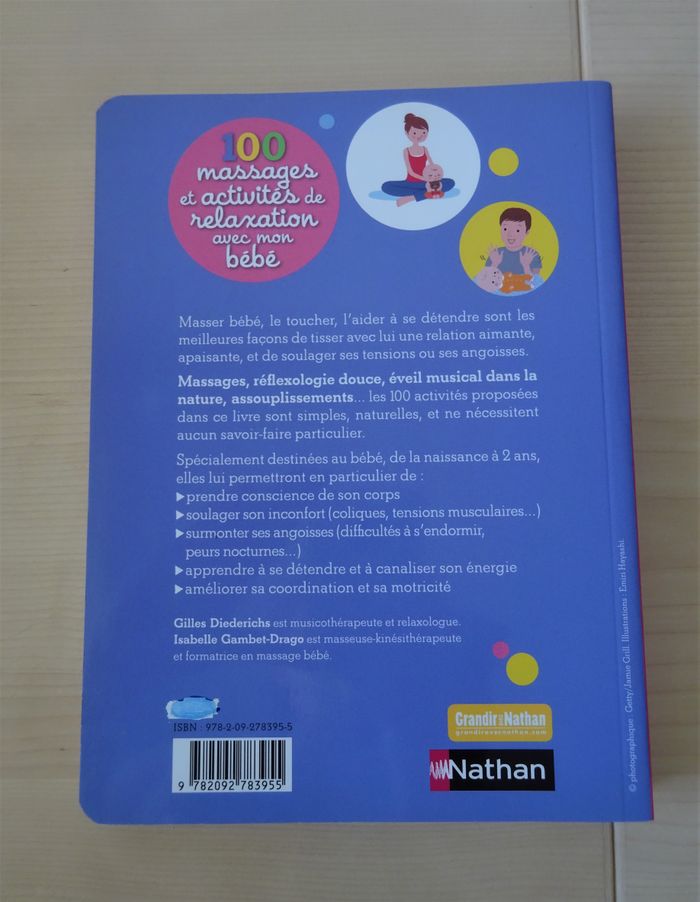 100
massages
et activités de
relaxation
avec mon
bébé
Masser bébé, le toucher, l'aider à se détendre sont les
meilleures façons de tisser avec lui une relation aimante,
apaisante, et de soulager ses tensions ou ses angoisses.
Massages, réflexologie douce, éveil musical dans la
nature, assouplissements... les 100 activités proposées
dans ce livre sont simples, naturelles, et ne nécessitent
aucun savoir-faire particulier.
Spécialement destinées au bébé, de la naissance à 2 ans,
elles lui permettront en particulier de :
▶ prendre conscience de son corps
▶ soulager son inconfort (coliques, tensions musculaires...)
▶ surmonter ses angoisses (difficultés à s'endormir,
peurs nocturnes...)
▶ apprendre à se détendre et à canaliser son énergie
▶ améliorer sa coordination et sa motricité
Gilles Diederichs est musicothérapeute et relaxologue.
Isabelle Gambet-Drago est masseuse-kinésithérapeute
et formatrice en massage bébé.
ISBN : 978-2-09-278395-5
9 782092 783955
Grandir avec Nathan
grandiravecnathan.com
Nathan
© photographique : Getty/Jamie Grill. Illustrations : Emiri Hayashi.